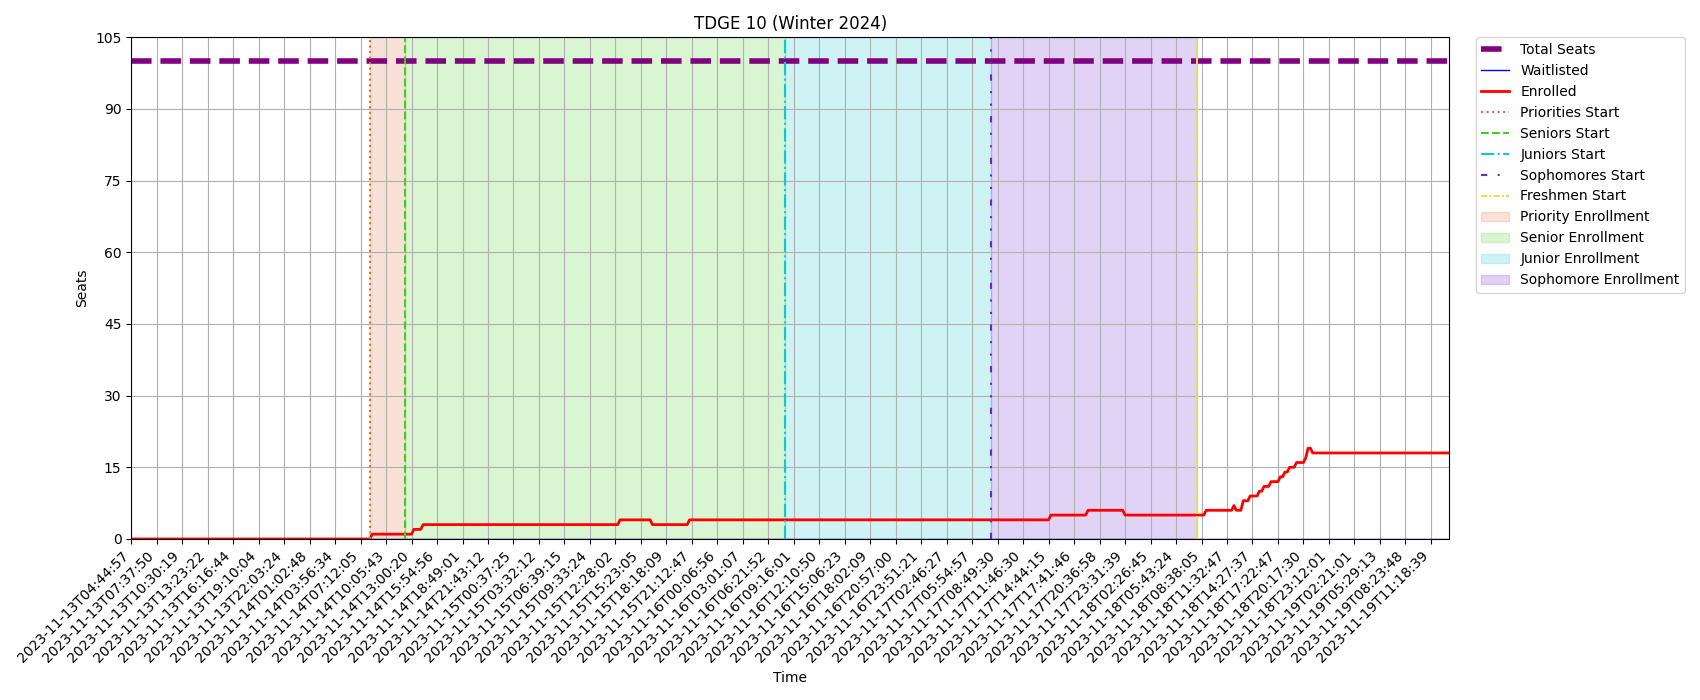 TDGE 10 (Winter 2024)
105
90
75
60
45
30
15
0
Seats
2023-11-13T04:44:57
2023-11-13T07:37:50
2023-11-13T10:30:19
2023-11-13T13:23:22
2023-11-13T16:16:44
2023-11-13T19:10:04
2023-11-13T22:03:24
2023-11-14T01:02:48
2023-11-14T03:56:34
2023-11-14T07:12:05
2023-11-14T10:05:43
2023-11-14T13:00:20
2023-11-14T15:54:56
2023-11-14T18:49:01
2023-11-14T21:43:12
2023-11-15T00:37:25
2023-11-15T03:32:12
2023-11-15T06:39:15
2023-11-15T09:33:24
2023-11-15T12:28:02
2023-11-15T15:23:05
2023-11-15T18:18:09
2023-11-15T21:12:47
2023-11-16T00:06:56
2023-11-16T03:01:07
2023-11-16T06:21:52
2023-11-16T09:16:01
2023-11-16T12:10:50
2023-11-16T15:06:23
2023-11-16T18:02:09
2023-11-16T20:57:00
2023-11-16T23:51:21
2023-11-17T02:46:27
2023-11-17T05:54:57
2023-11-17T08:49:30
2023-11-17T11:46:30
2023-11-17T14:44:15
2023-11-17T17:41:46
2023-11-17T20:36:58
2023-11-17T23:31:39
2023-11-18T02:26:45
2023-11-18T05:43:24
2023-11-18T08:38:05
2023-11-18T11:32:47
2023-11-18T14:27:37
2023-11-18T17:22:47
2023-11-18T20:17:30
2023-11-18T23:12:01
2023-11-19T02:21:01
2023-11-19T05:29:13
2023-11-19T08:23:48
2023-11-19T11:18:39
Time
Total Seats
Waitlisted
Enrolled
Priorities Start
Seniors Start
Juniors Start
Sophomores Start
Freshmen Start
Priority Enrollment
Senior Enrollment
Junior Enrollment
Sophomore Enrollment